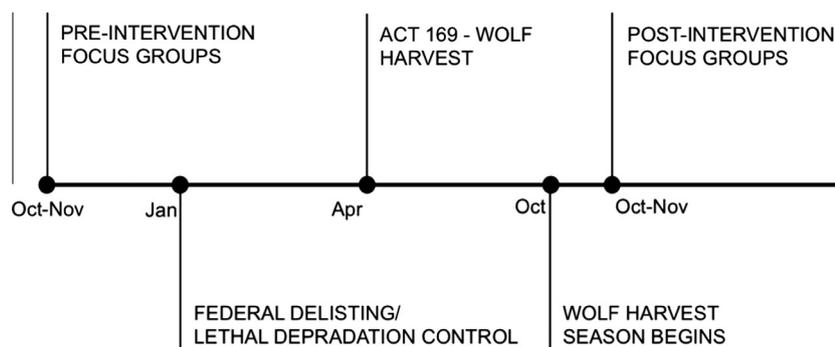 PRE-INTERVENTION
FOCUS GROUPS
ACT 169 - WOLF
HARVEST
POST-INTERVENTION
FOCUS GROUPS
Oct-Nov
Jan
Apr
Oct
Oct-Nov
FEDERAL DELISTING/
LETHAL DEPRADATION CONTROL
WOLF HARVEST
SEASON BEGINS